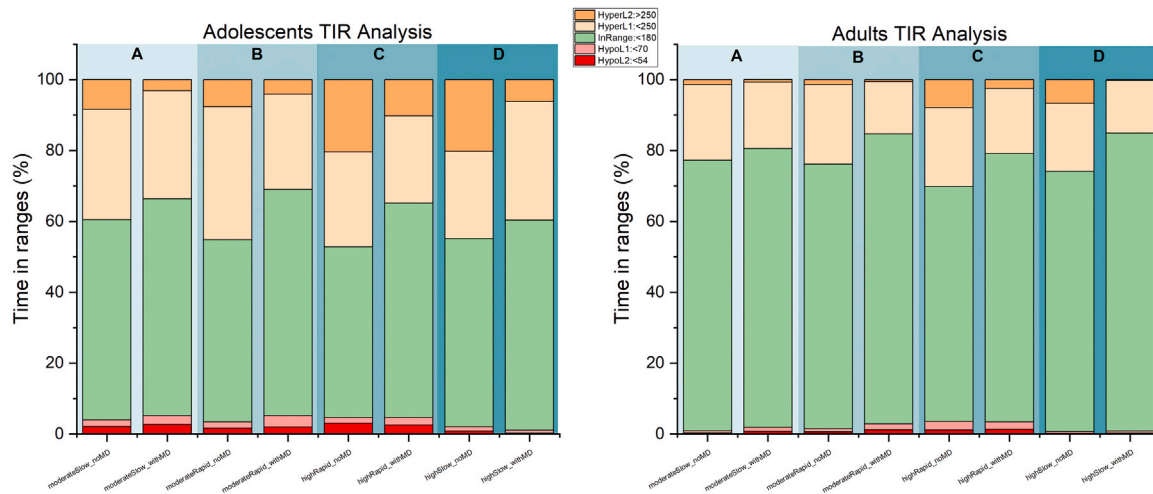 Adolescents TIR Analysis
HyperL2:>250
HyperL1:<250
InRange:<180
HypoL1:<70
HypoL2:<54
Adults TIR Analysis
A B C D
A B C D
Time in ranges (%)
100
80
60
40
20
0
moderateSlow_noMD
moderateSlow_withMD
moderateRapid_noMD
moderateRapid_withMD
highRapid_noMD
highRapid_withMD
highSlow_noMD
highSlow_withMD
Time in ranges (%)
100
80
60
40
20
0
moderateSlow_noMD
moderateSlow_withMD
moderateRapid_noMD
moderateRapid_withMD
highRapid_noMD
highRapid_withMD
highSlow_noMD
highSlow_withMD